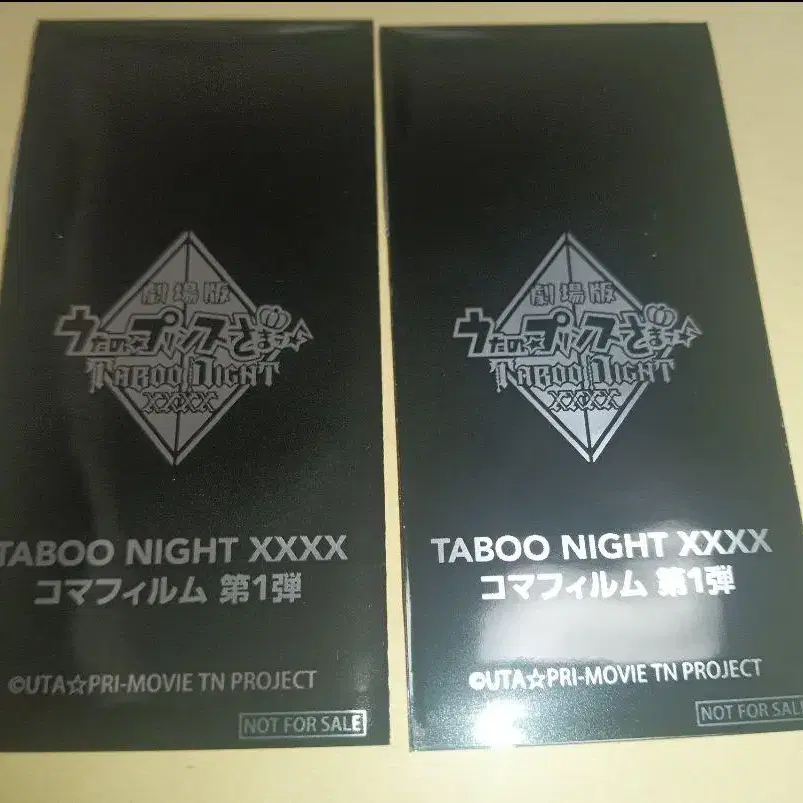 劇場版
うたの☆プリンスさまっ♪
TABOO NIGHT
XXXX
TABOO NIGHT XXXX
コマフィルム 第1弾
©UTA☆PRI-MOVIE TN PROJECT
NOT FOR SALE
劇場版
うたの☆プリンスさまっ♪
TABOO NIGHT
XXXX
TABOO NIGHT XXXX
コマフィルム 第1弾
©UTA☆PRI-MOVIE TN PROJECT
NOT FOR SALE